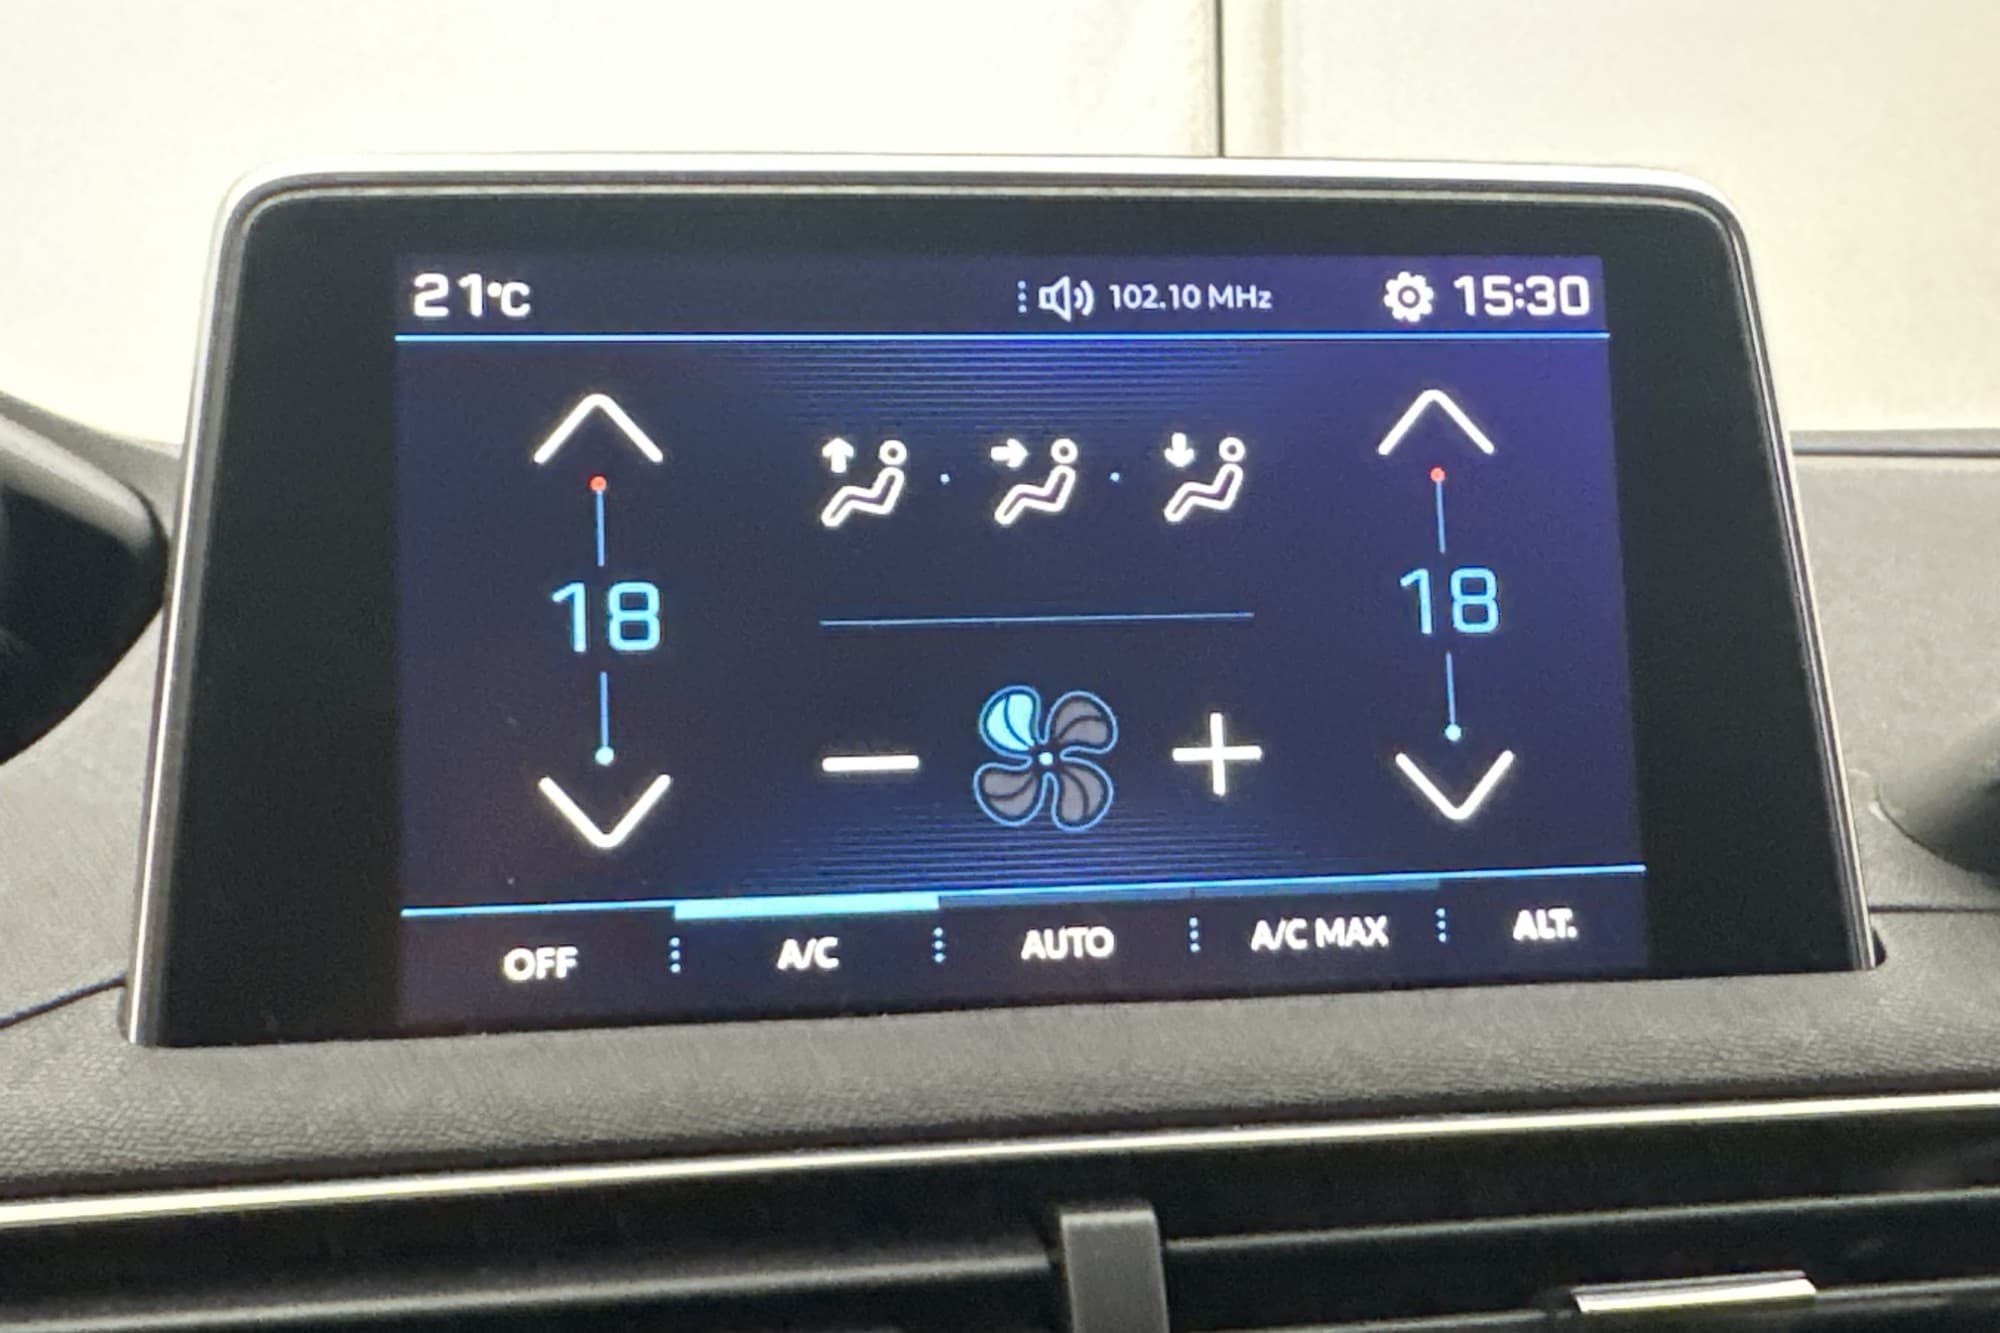 21°C 102.10 MHz 15:30
18 18
OFF A/C AUTO A/C MAX ALT.